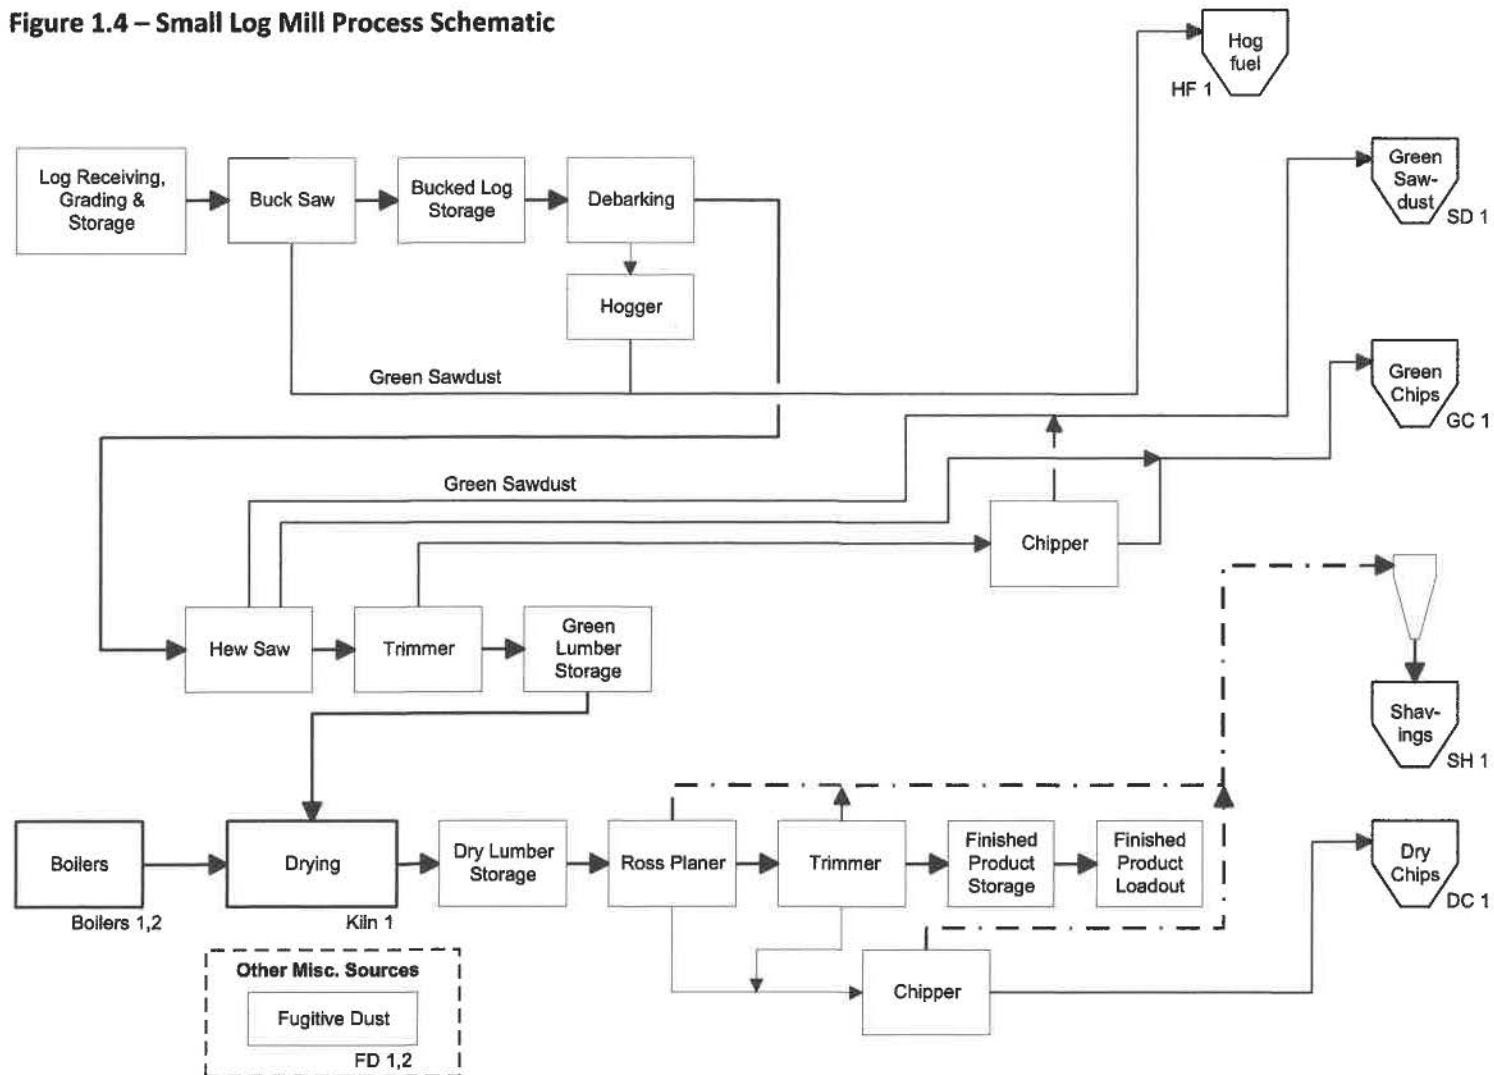 Figure 1.4 – Small Log Mill Process Schematic
Hog
fuel
HF 1
Log Receiving,
Grading &
Storage
Buck Saw
Bucked Log
Storage
Debarking
Green
Saw-
dust
SD 1
Hogger
Green Sawdust
Green
Chips
GC 1
Green Sawdust
Chipper
Hew Saw
Trimmer
Green
Lumber
Storage
Shav-
ings
SH 1
Boilers
Boilers 1,2
Drying
Kiln 1
Dry Lumber
Storage
Ross Planer
Trimmer
Finished
Product
Storage
Finished
Product
Loadout
Dry
Chips
DC 1
Other Misc. Sources
Fugitive Dust
FD 1,2
Chipper